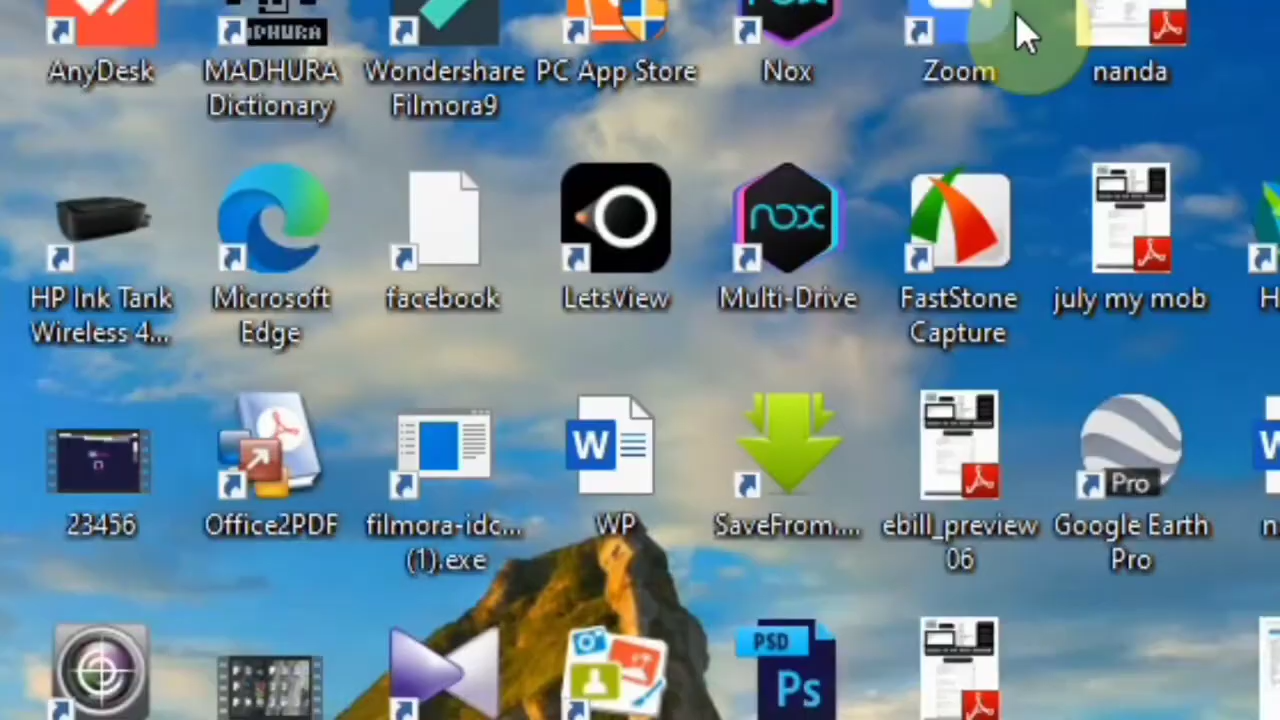 AnyDesk
MADHURA
Dictionary
Wondershare
Filmora9
PC App Store
Nox
Zoom
nanda
HP Ink Tank
Wireless 4...
Microsoft
Edge
facebook
LetsView
nox
Multi-Drive
FastStone
Capture
july my mob
23456
Office2PDF
filmora-idc...
(1).exe
W
WP
SaveFrom....
ebill_preview
06
Pro
Google Earth
Pro
PSD
Ps